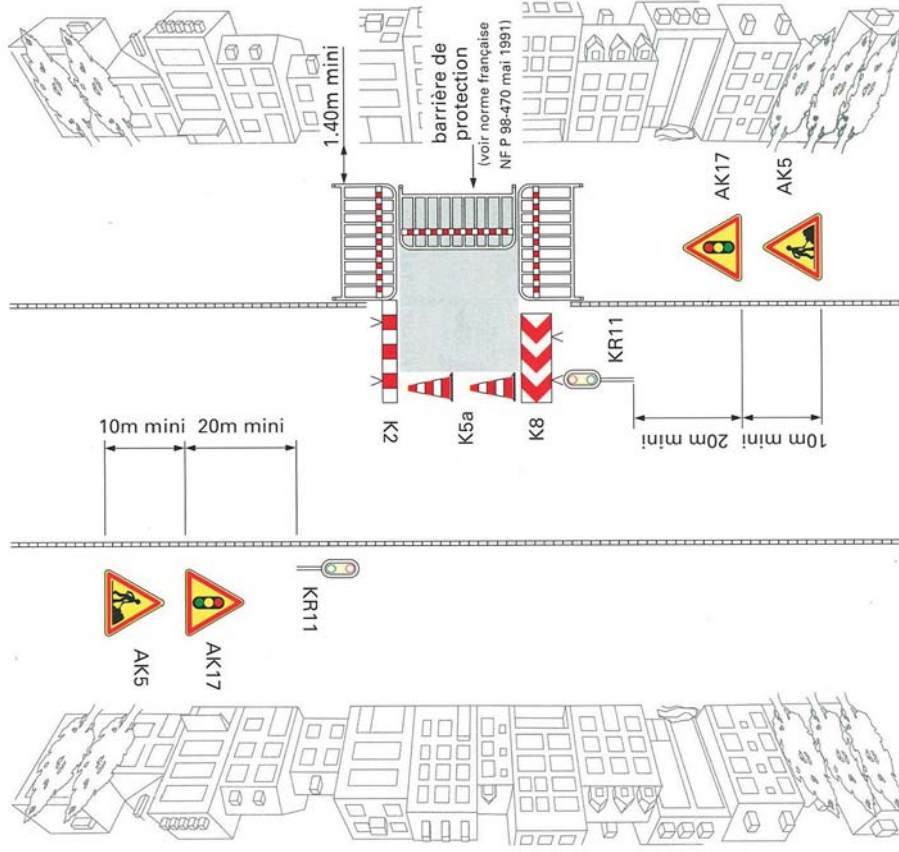 1.40m mini
barrière de
protection
(voir norme française
NF P 98-470 mai 1991)
AK17
AK5
KR11
K2
K5a
K8
20m mini
10m mini
10m mini
20m mini
KR11
AK5
AK17